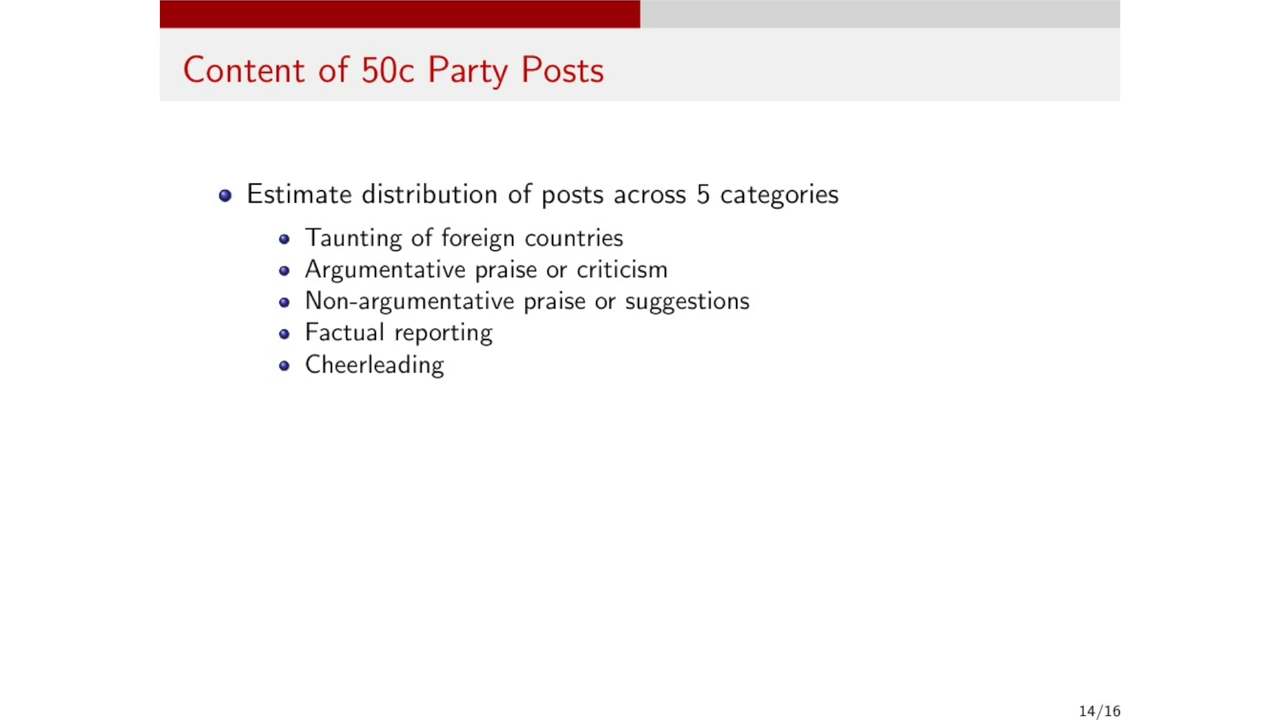 Content of 50c Party Posts
Estimate distribution of posts across 5 categories
Taunting of foreign countries
Argumentative praise or criticism
Non-argumentative praise or suggestions
Factual reporting
Cheerleading
14/16